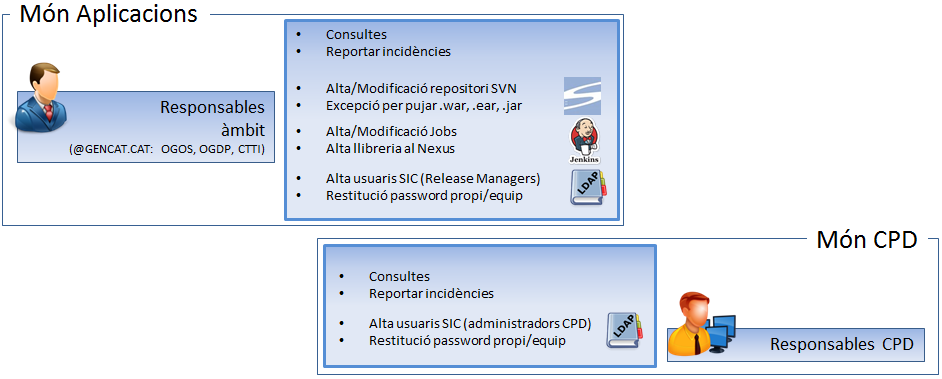 Món Aplicacions
Responsables
àmbit
(@GENCAT.CAT: OGOS, OGDP, CTTI)
• Consultes
• Reportar incidències
• Alta/Modificació repositori SVN
• Excepció per pujar .war, .ear, .jar
• Alta/Modificació Jobs
• Alta llibreria al Nexus
Jenkins
• Alta usuaris SIC (Release Managers)
• Restitució password propi/equip
LDAP
Món CPD
• Consultes
• Reportar incidències
• Alta usuaris SIC (administradors CPD)
• Restitució password propi/equip
LDAP
Responsables CPD